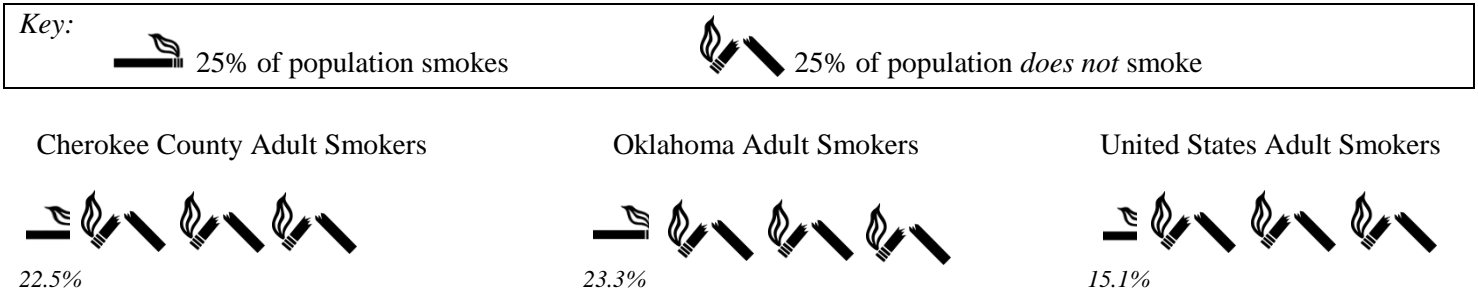 Key:
25% of population smokes
25% of population does not smoke
Cherokee County Adult Smokers
Oklahoma Adult Smokers
United States Adult Smokers
22.5%
23.3%
15.1%